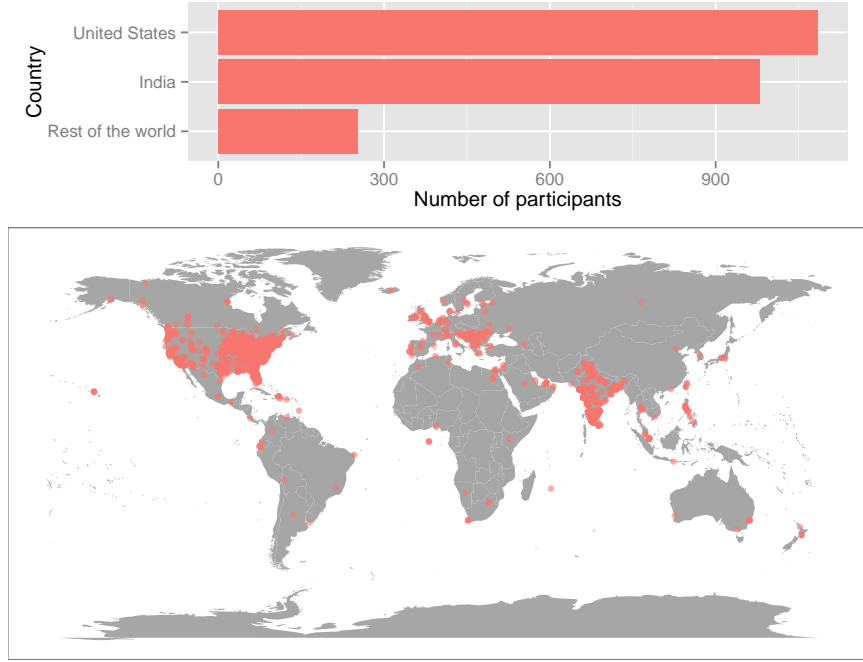 Country
United States
India
Rest of the world
0 300 600 900
Number of participants